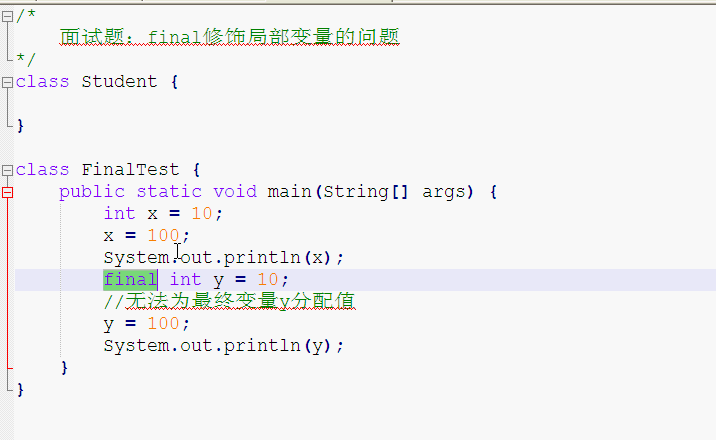 /*
面试题：final修饰局部变量的问题
*/
class Student {
}
class FinalTest {
public static void main(String[] args) {
int x = 10;
x = 100;
System.out.println(x);
final int y = 10;
//无法为最终变量y分配值
y = 100;
System.out.println(y);
}
}